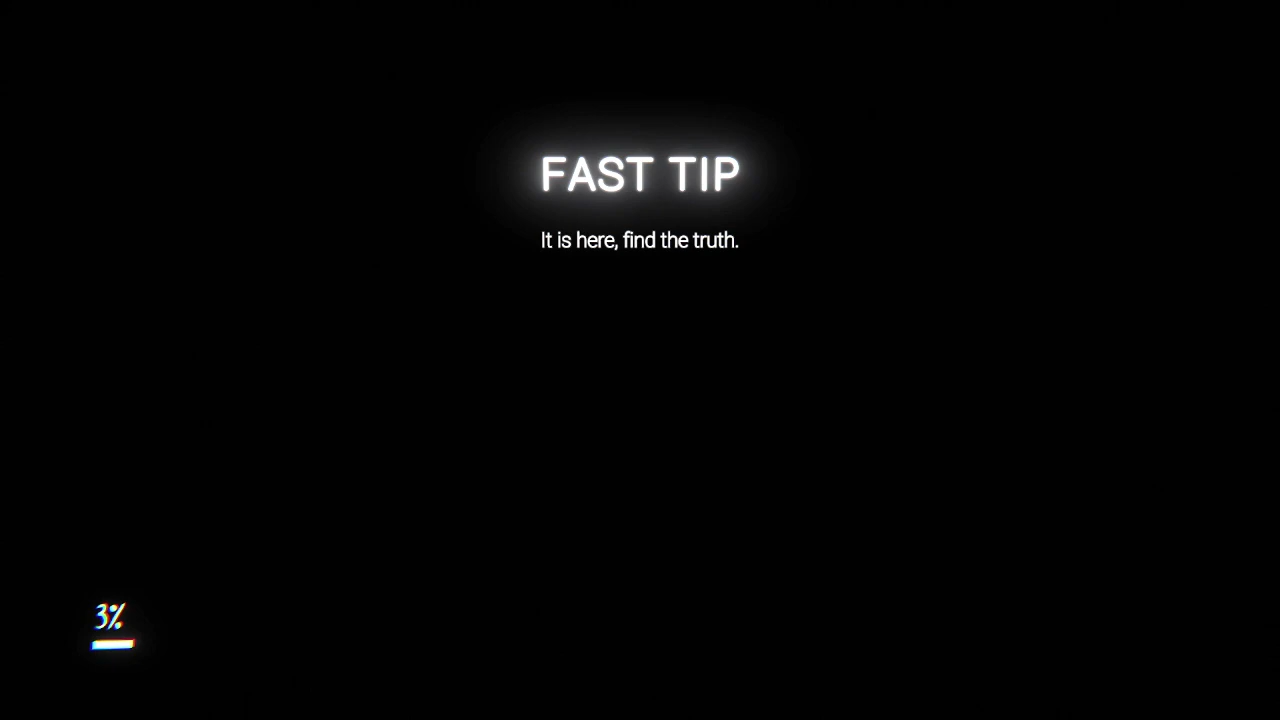 FAST TIP
It is here, find the truth.
3%